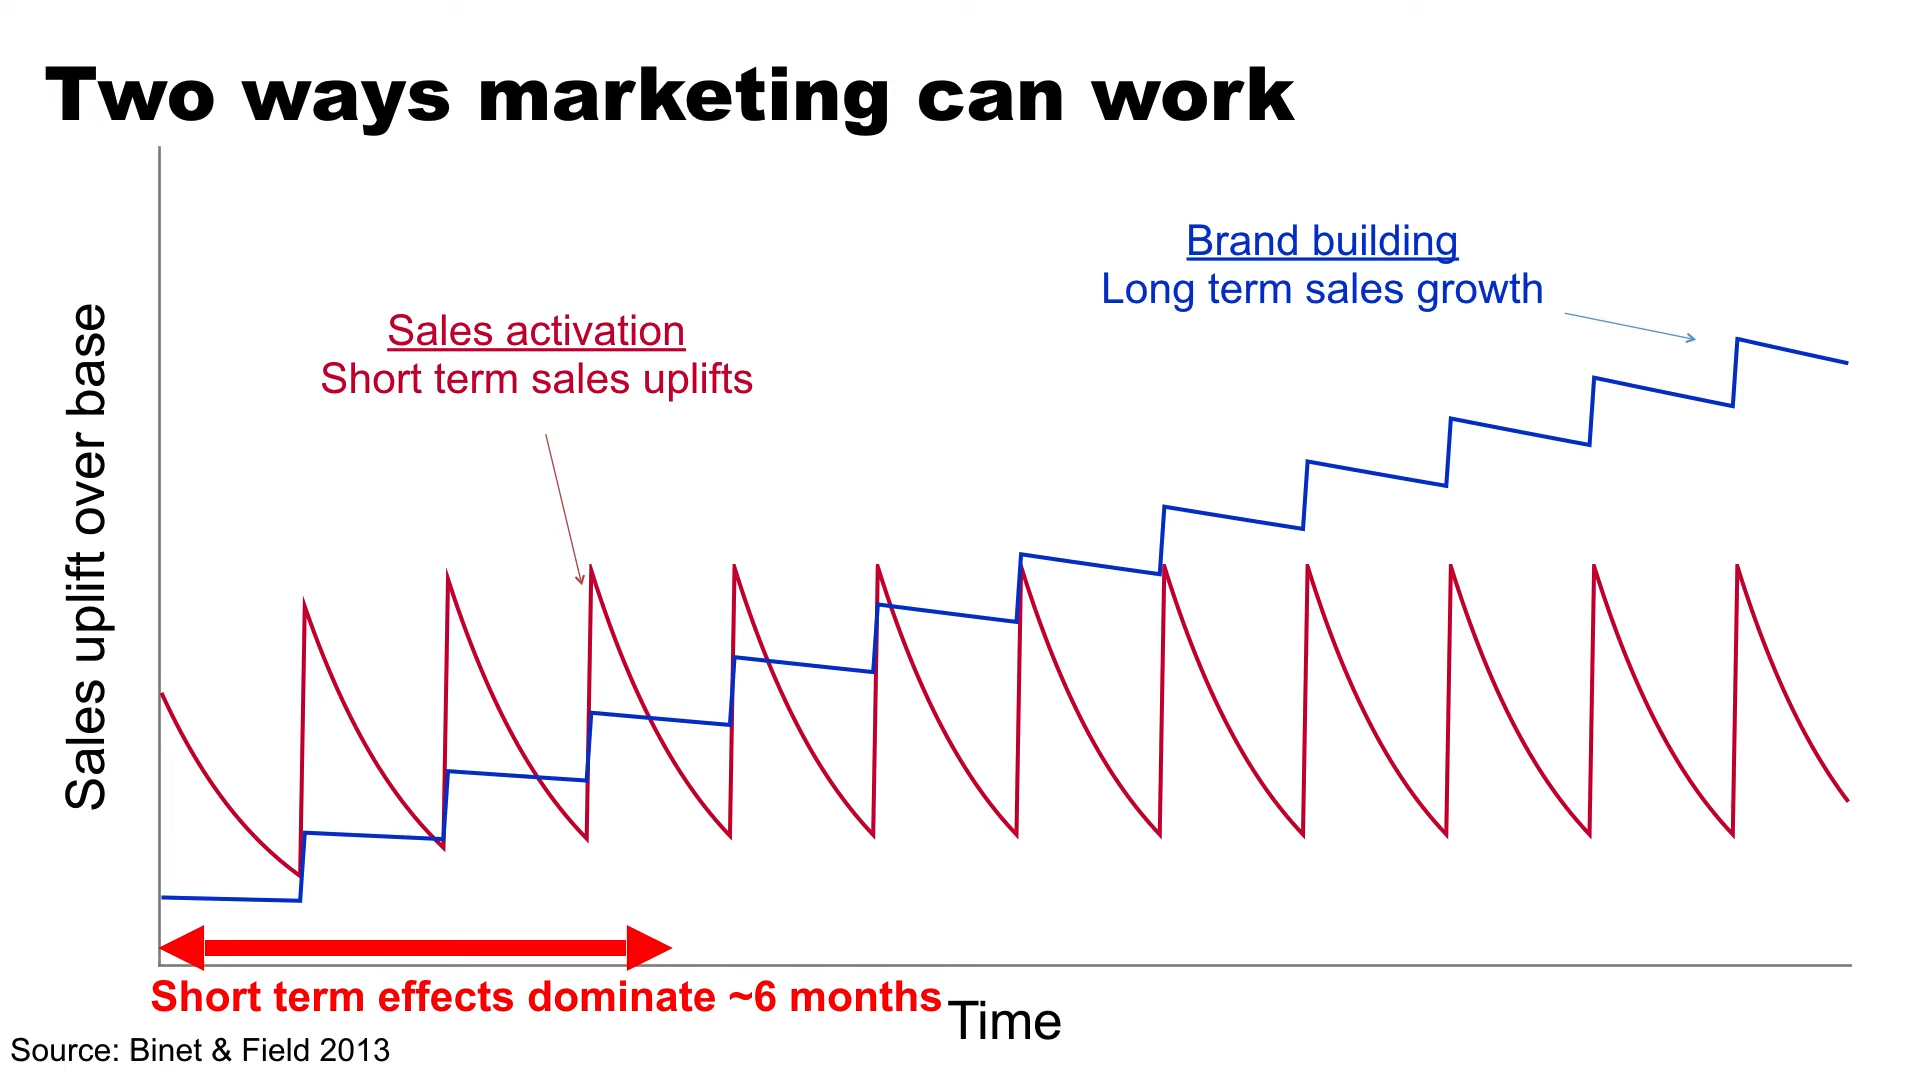 Two ways marketing can work
Brand building
Long term sales growth
Sales activation
Short term sales uplifts
Sales uplift over base
Short term effects dominate ~6 months
Time
Source: Binet & Field 2013